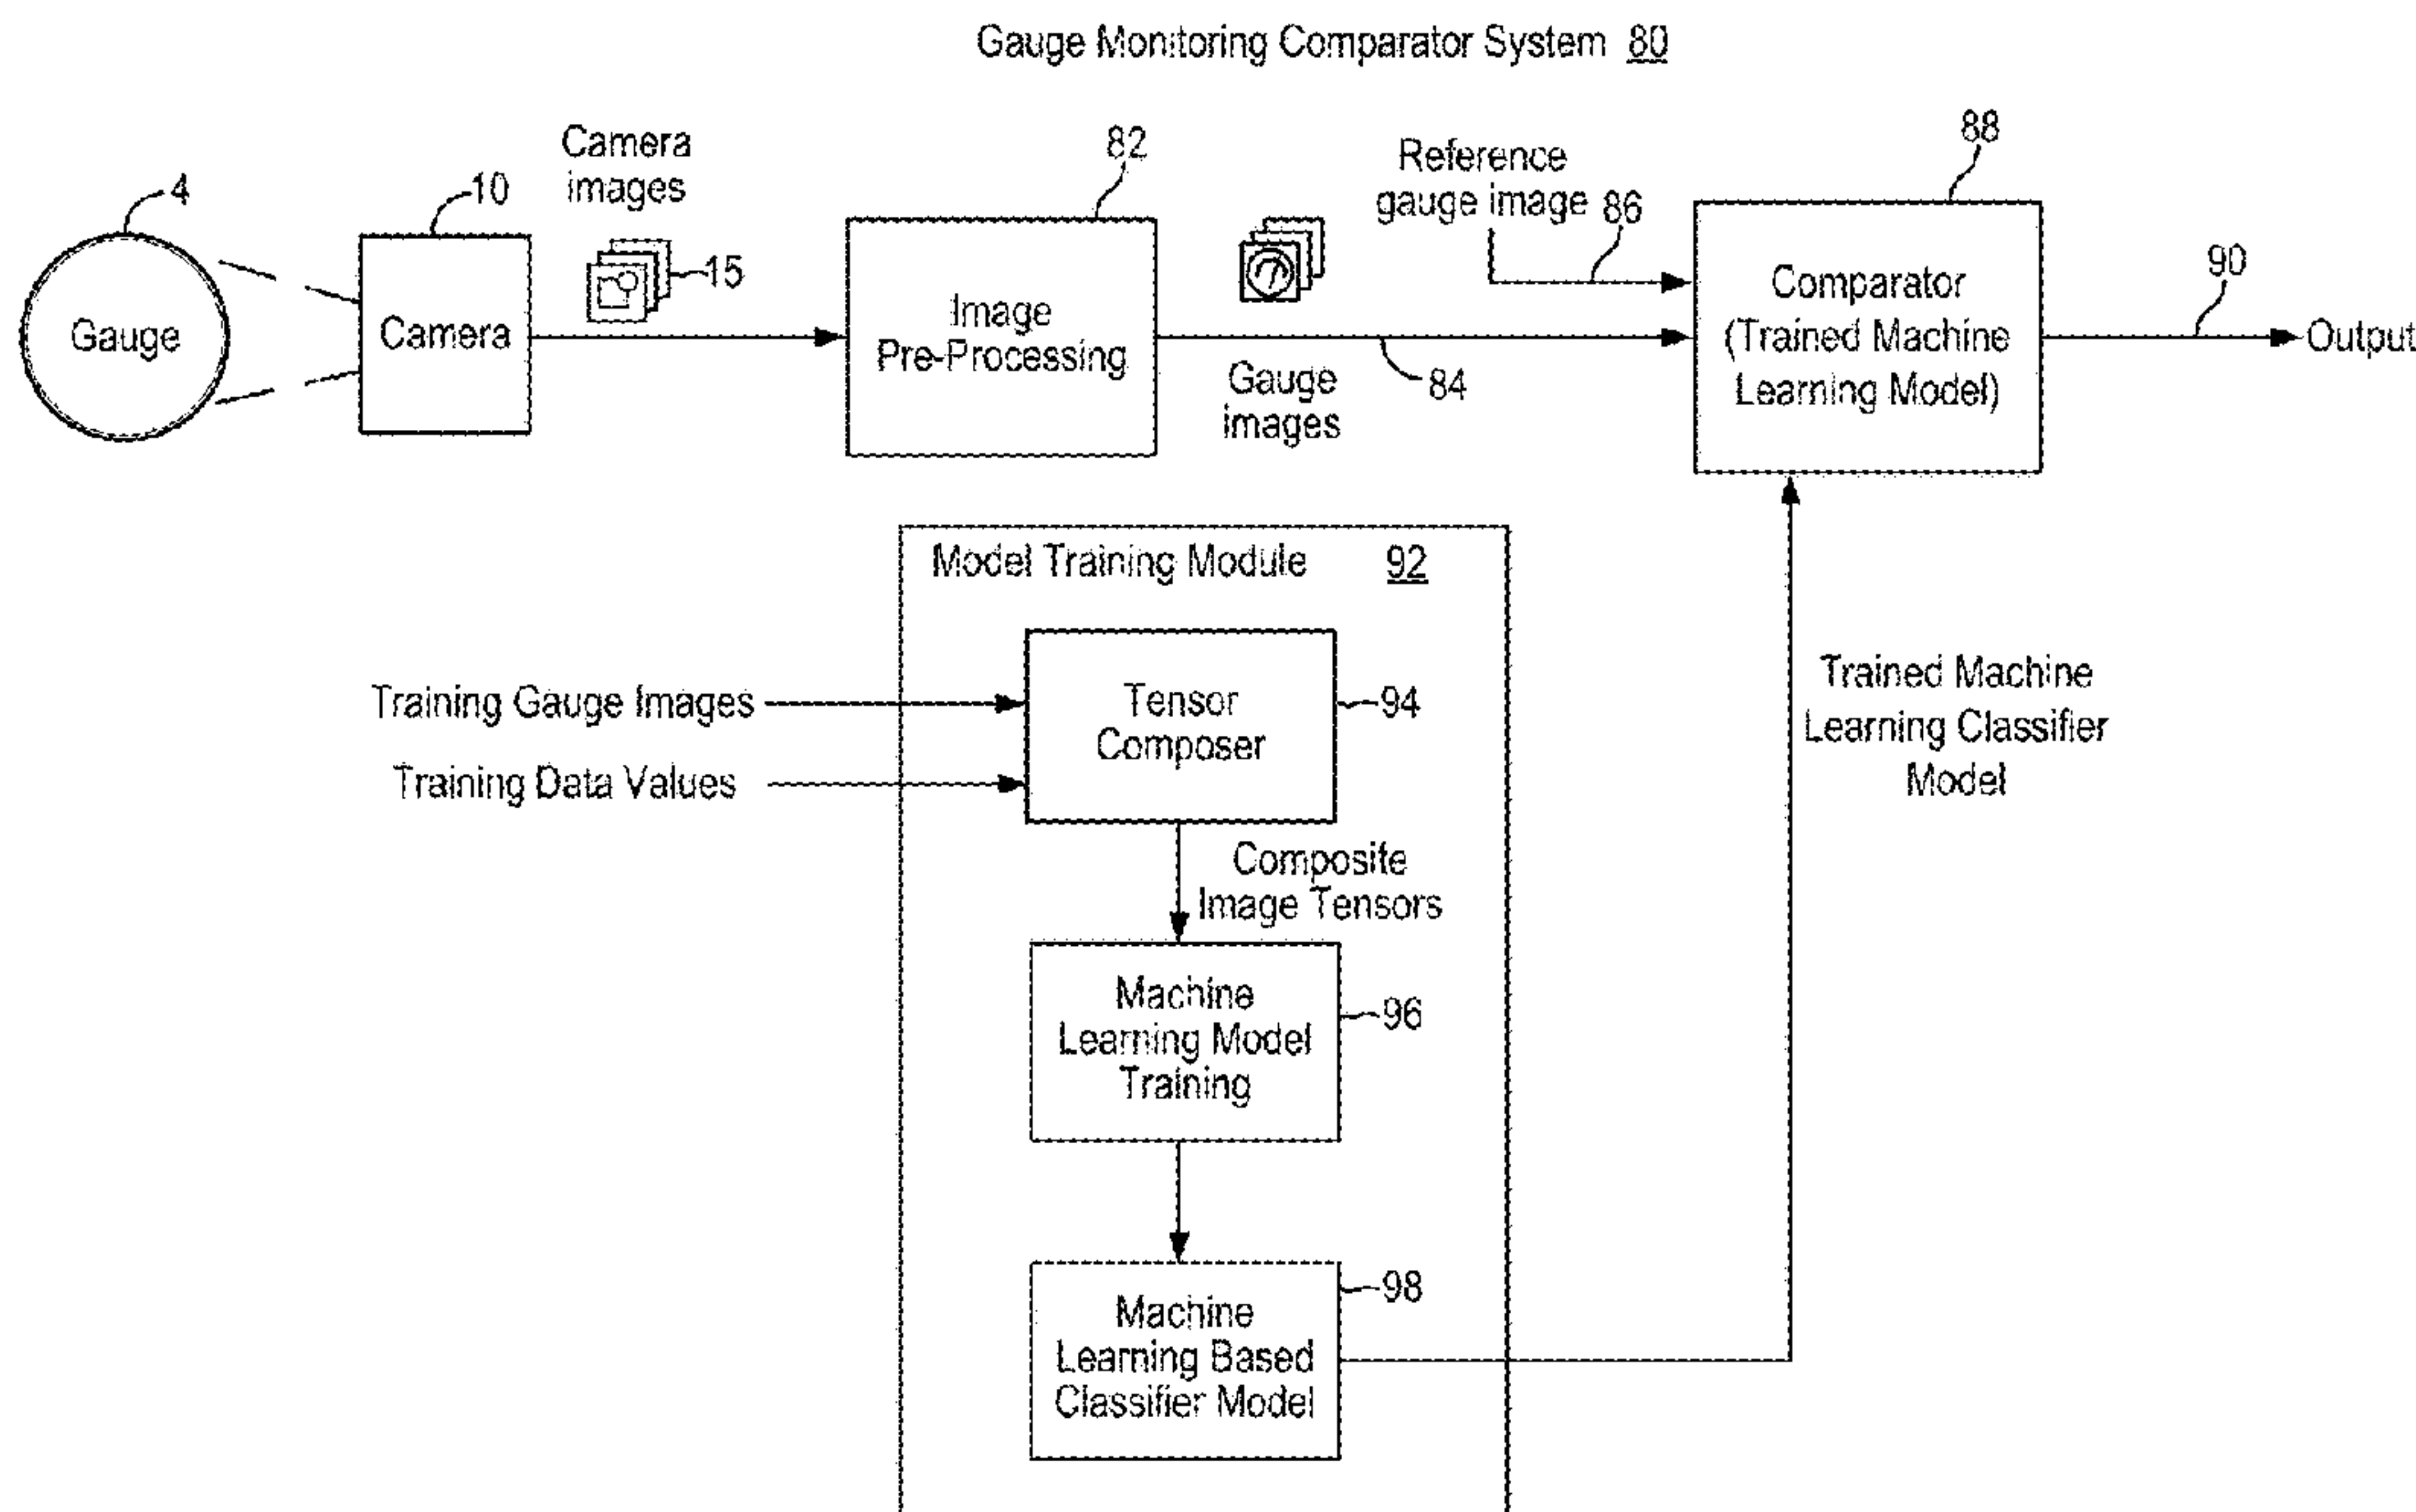 Gauge Monitoring Comparator System 80
4
Gauge
10
Camera
Camera
images
15
82
Image
Pre-Processing
Gauge
images
84
Reference
gauge image
86
88
Comparator
(Trained Machine
Learning Model)
90
Output
Model Training Module 92
Training Gauge Images
Training Data Values
Tensor
Composer
94
Composite
Image Tensors
Machine
Learning Model
Training
96
Machine
Learning Based
Classifier Model
98
Trained Machine
Learning Classifier
Model